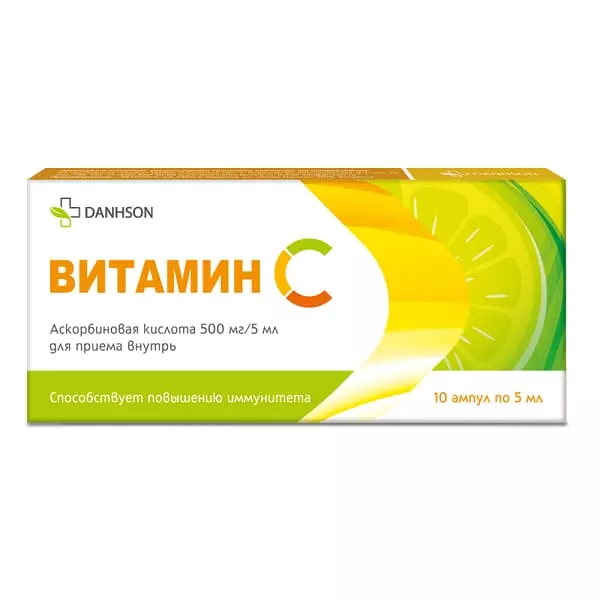 DANHSON
DANHSON
ВИТАМИН C
Аскорбиновая кислота 500 мг/5 мл
для приема внутрь
Способствует повышению иммунитета
10 ампул по 5 мл